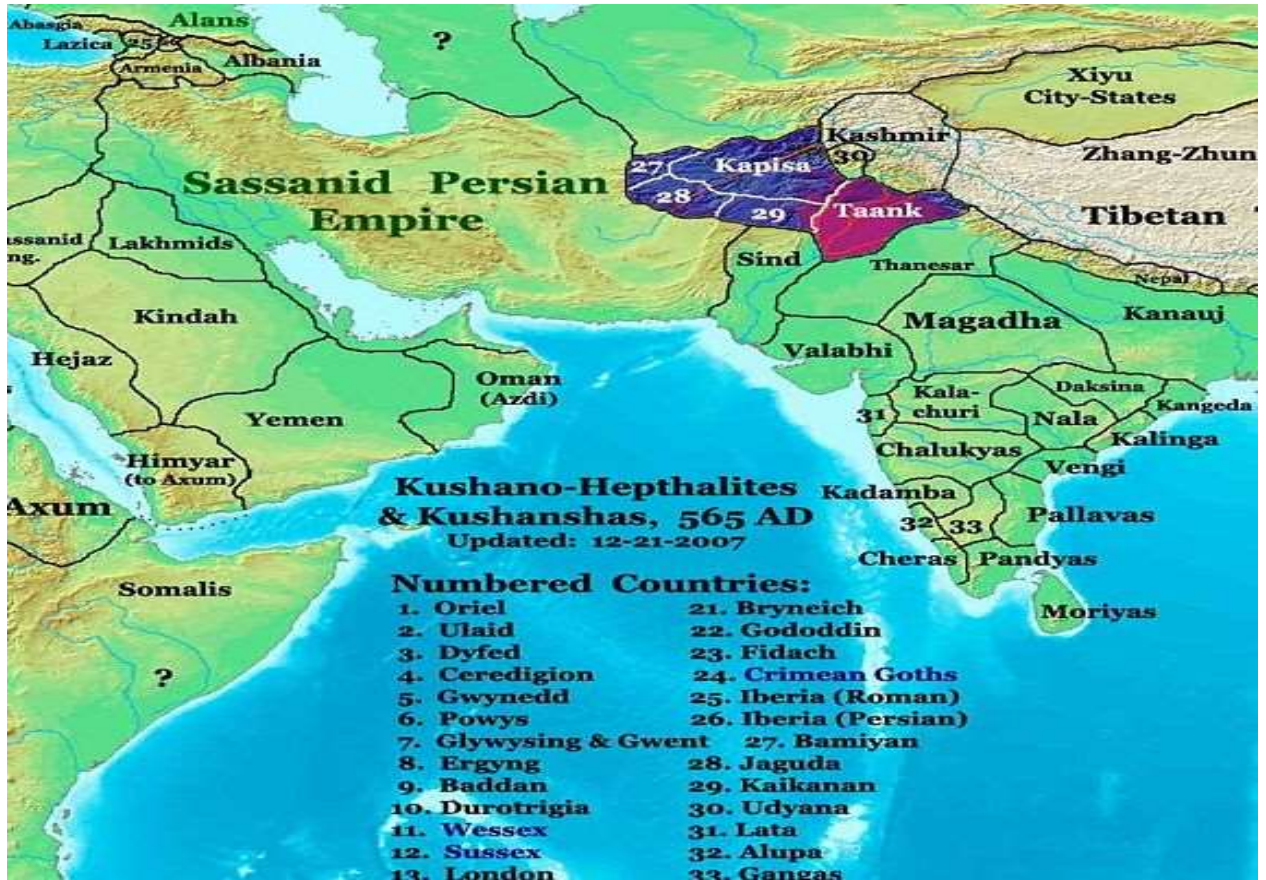 Abasgia
Alans
Lazica
25
Armenia
Albania
?
Xiyu
City-States
Kashmir
30
Zhang-Zhun
27
Kapisa
28
29
Taank
Tibetan
Sassanid Persian
Empire
assanid
ng.
Lakhmids
Sind
Thanesar
Nepal
Kindah
Magadha
Kanauj
Hejaz
Valabhi
Oman
(Azdi)
Yemen
Kala-
churi
Daksina
31
Nala
Kangeda
Kalinga
Chalukyas
Vengi
Himyar
(to Axum)
Axum
Kadamba
32
33
Pallavas
Cheras
Pandyas
Moriyas
Somalis
?
Kushano-Hepthalites
& Kushanshas, 565 AD
Updated: 12-21-2007
Numbered Countries:
1. Oriel
2. Ulaid
3. Dyfed
4. Ceredigion
5. Gwynedd
6. Powys
7. Glywysing & Gwent
8. Ergyng
9. Baddan
10. Durotrigia
11. Wessex
12. Sussex
13. London
21. Bryneich
22. Gododdin
23. Fidach
24. Crimean Goths
25. Iberia (Roman)
26. Iberia (Persian)
27. Bamiyan
28. Jaguda
29. Kaikanan
30. Udyana
31. Lata
32. Alupa
33. Gangas